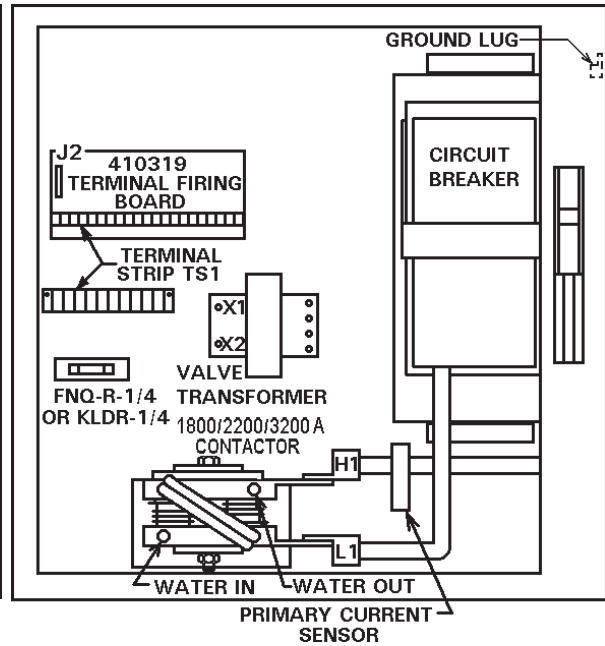 GROUND LUG
J2
410319
TERMINAL FIRING
BOARD
CIRCUIT
BREAKER
TERMINAL
STRIP TS1
X1
X2
VALVE
TRANSFORMER
FNQ-R-1/4
OR KLDR-1/4
1800/2200/3200 A
CONTACTOR
H1
L1
WATER IN
WATER OUT
PRIMARY CURRENT
SENSOR